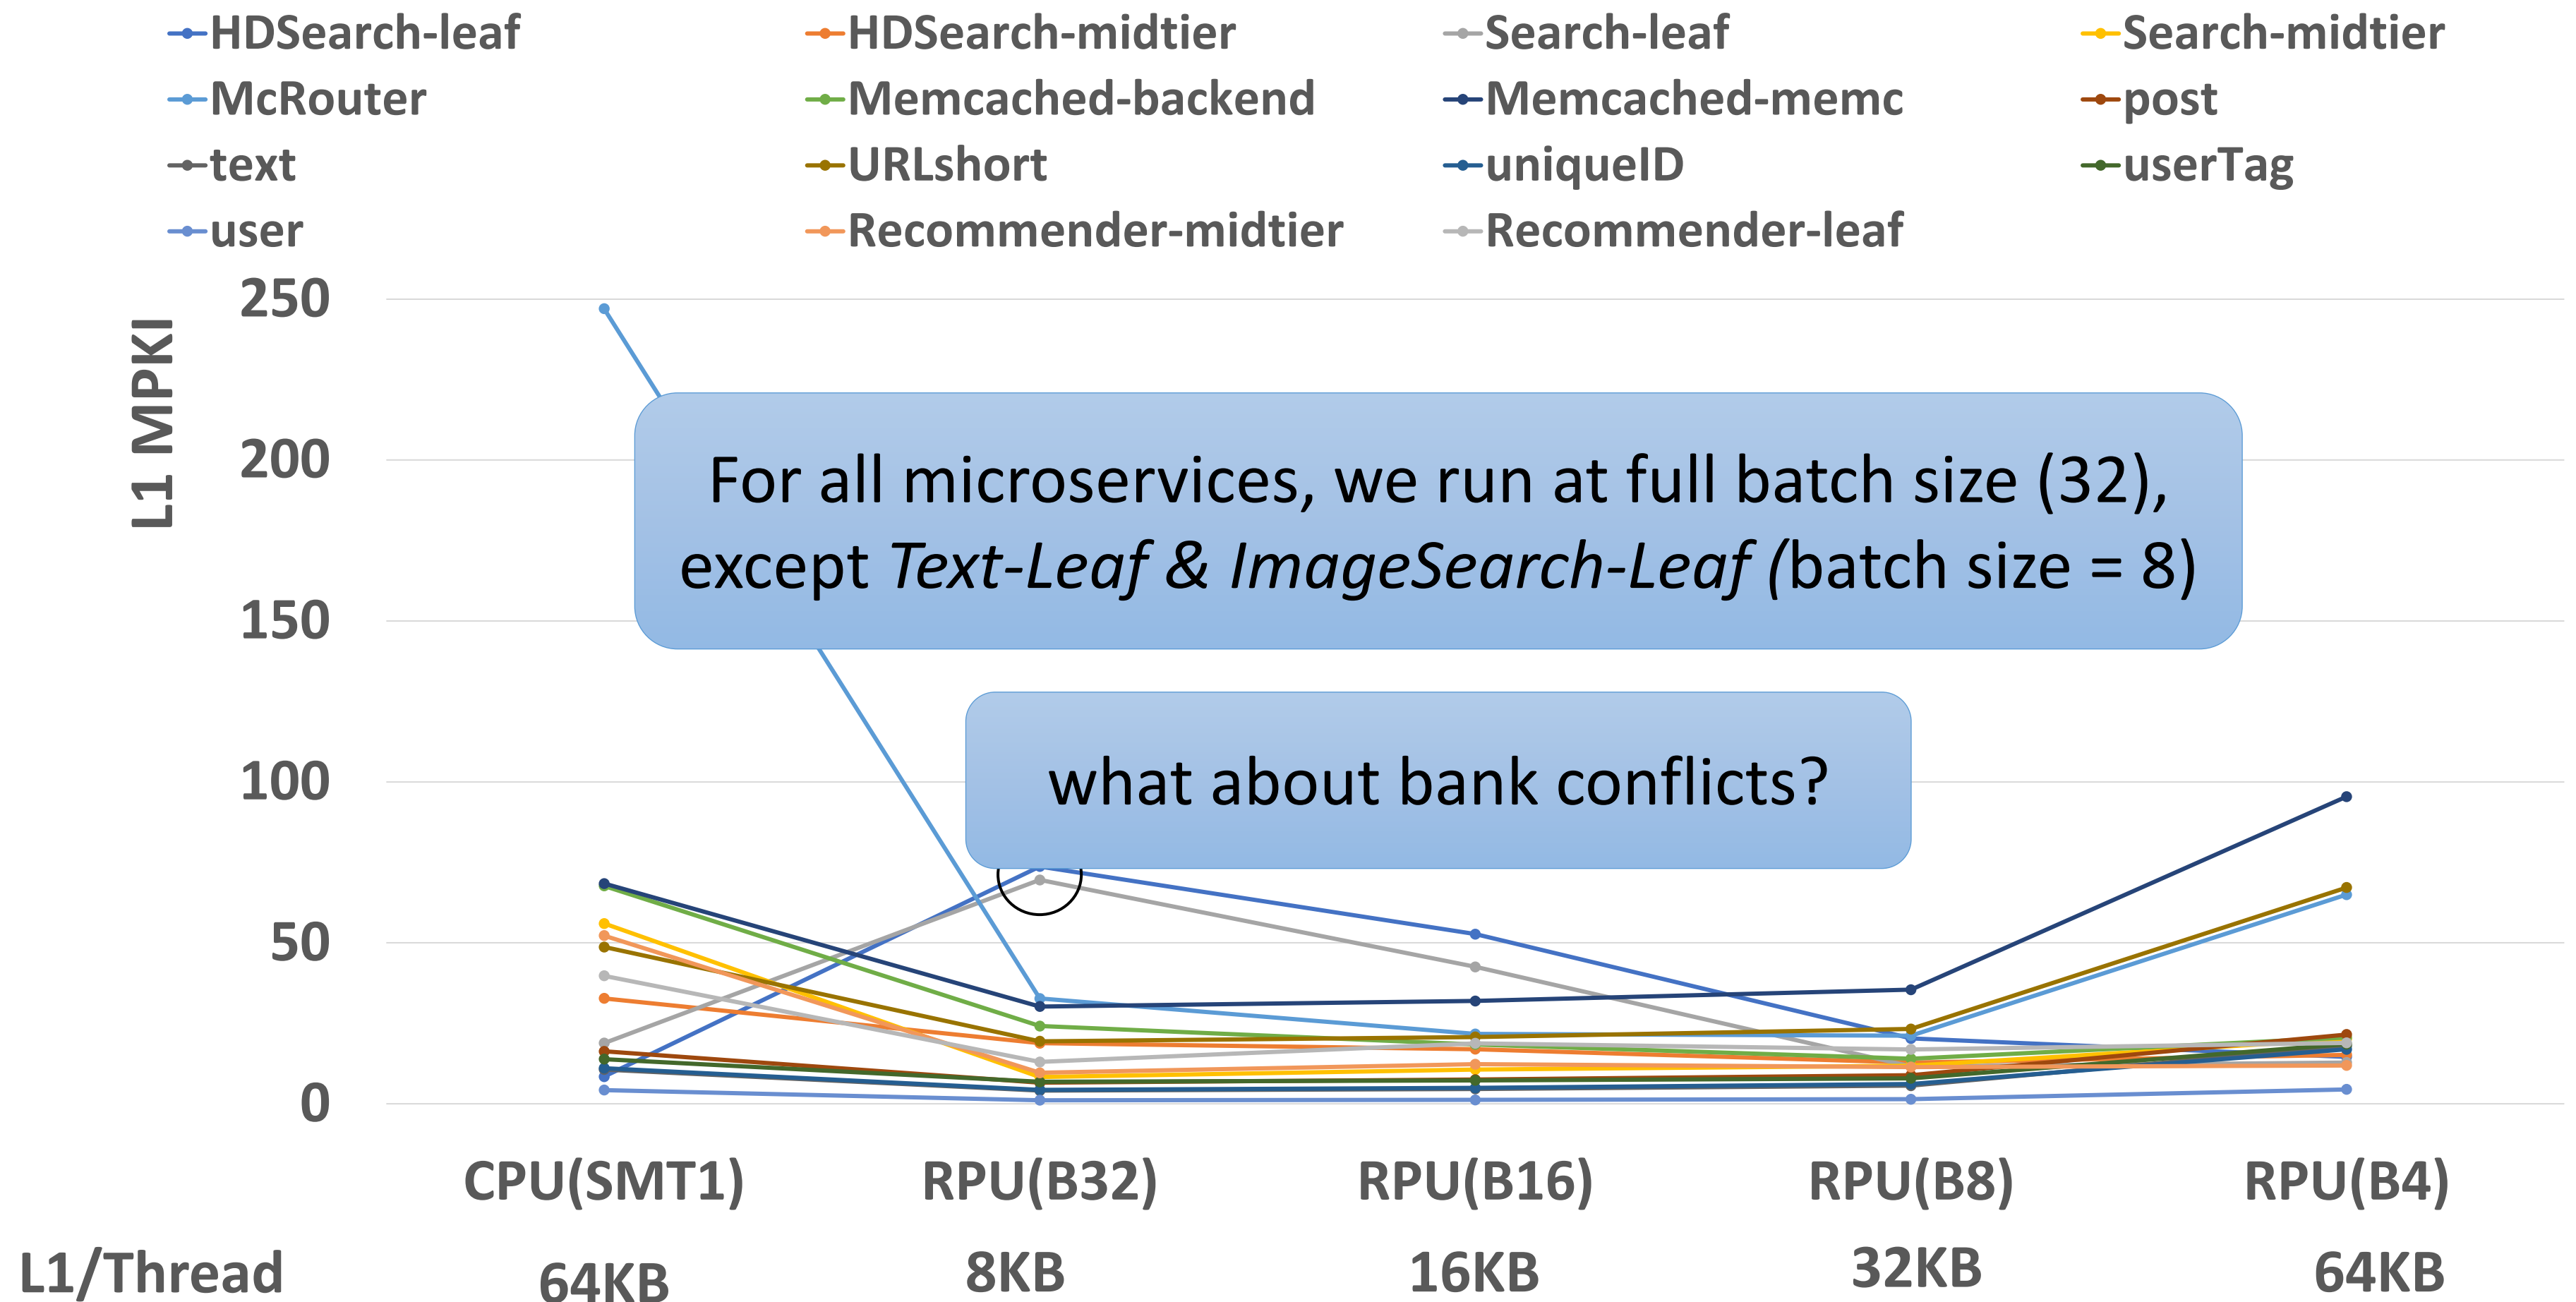 HDSearch-leaf HDSearch-midtier Search-leaf Search-midtier
McRouter Memcached-backend Memcached-memc post
text URLshort uniqueID userTag
user Recommender-midtier Recommender-leaf
L1 MPKI
250
200
150
100
50
0
For all microservices, we run at full batch size (32),
except Text-Leaf & ImageSearch-Leaf (batch size = 8)
what about bank conflicts?
CPU(SMT1) RPU(B32) RPU(B16) RPU(B8) RPU(B4)
L1/Thread 64KB 8KB 16KB 32KB 64KB